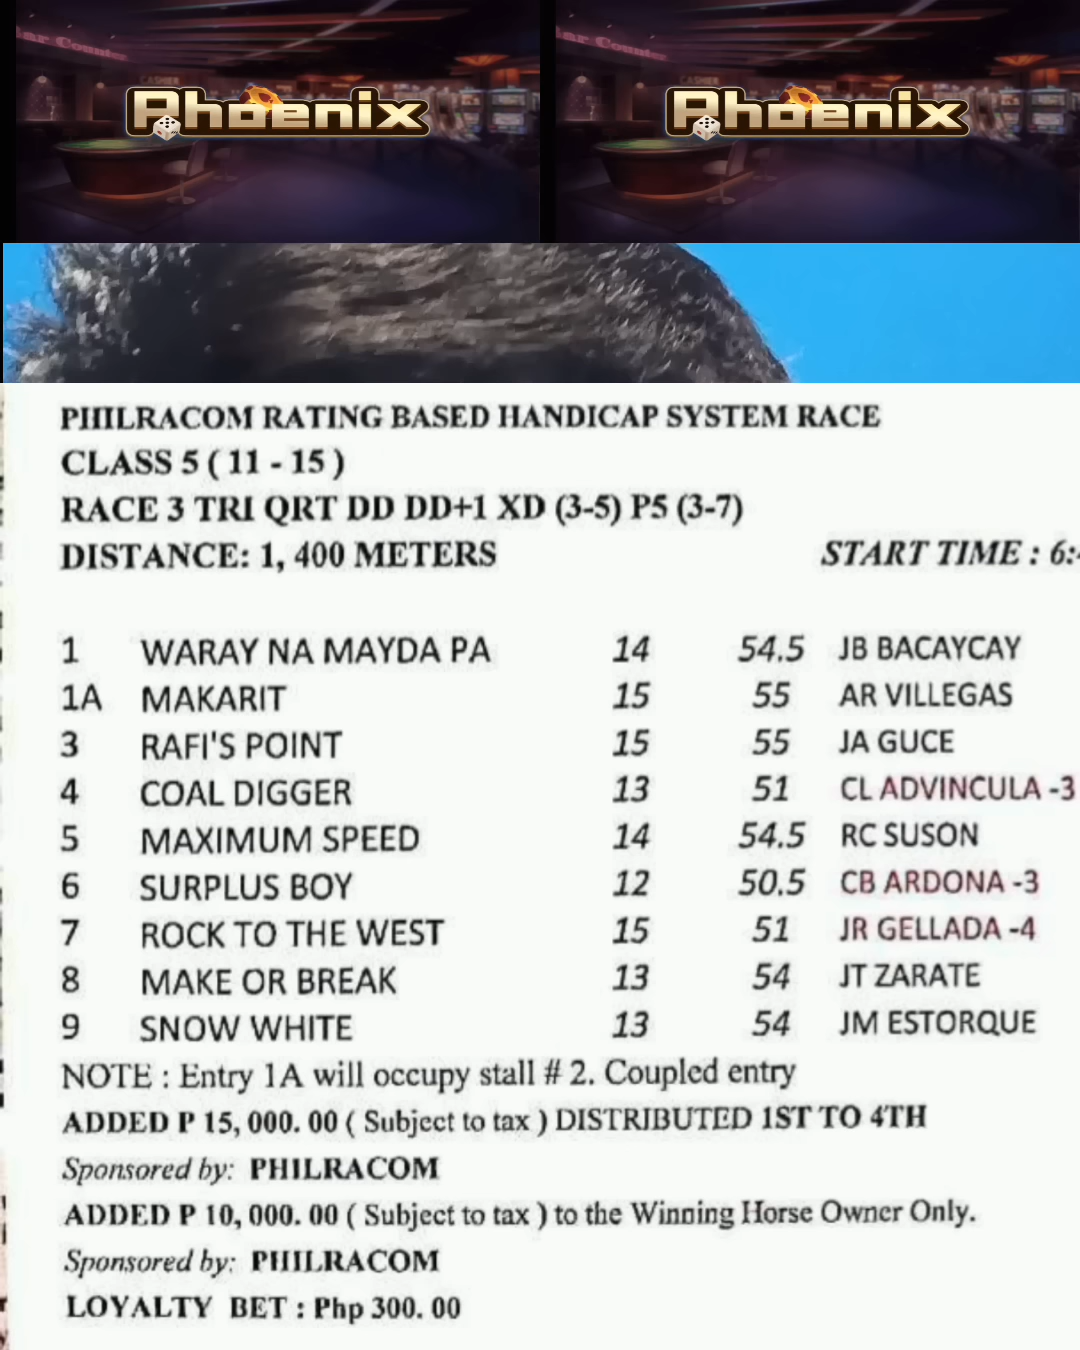 ar Counter
CASHIER
Phoenix
ar Counter
CASHIER
Phoenix
PHILRACOM RATING BASED HANDICAP SYSTEM RACE
CLASS 5 ( 11 - 15 )
RACE 3 TRI QRT DD DD+1 XD (3-5) P5 (3-7)
DISTANCE: 1, 400 METERS START TIME : 6:
1 WARAY NA MAYDA PA 14 54.5 JB BACAYCAY
1A MAKARIT 15 55 AR VILLEGAS
3 RAFI'S POINT 15 55 JA GUCE
4 COAL DIGGER 13 51 CL ADVINCULA -3
5 MAXIMUM SPEED 14 54.5 RC SUSON
6 SURPLUS BOY 12 50.5 CB ARDONA -3
7 ROCK TO THE WEST 15 51 JR GELLADA -4
8 MAKE OR BREAK 13 54 JT ZARATE
9 SNOW WHITE 13 54 JM ESTORQUE
NOTE : Entry 1A will occupy stall # 2. Coupled entry
ADDED P 15, 000. 00 ( Subject to tax ) DISTRIBUTED 1ST TO 4TH
Sponsored by: PHILRACOM
ADDED P 10, 000. 00 ( Subject to tax ) to the Winning Horse Owner Only.
Sponsored by: PHILRACOM
LOYALTY BET : Php 300. 00